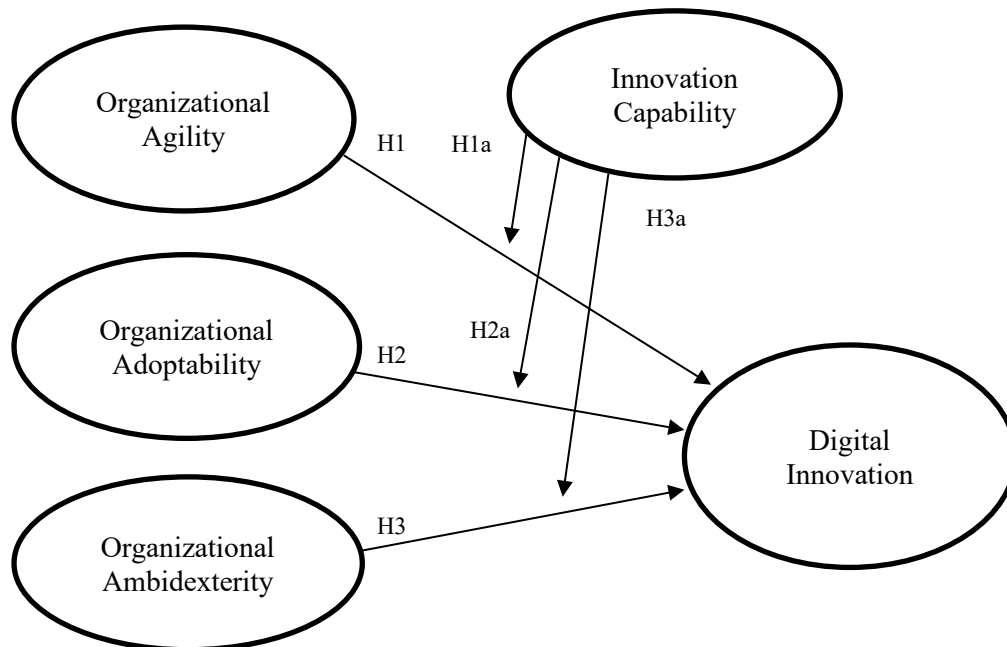 Organizational
Agility
Innovation
Capability
H1
H1a
H3a
Organizational
Adoptability
H2a
H2
Digital
Innovation
Organizational
Ambidexterity
H3